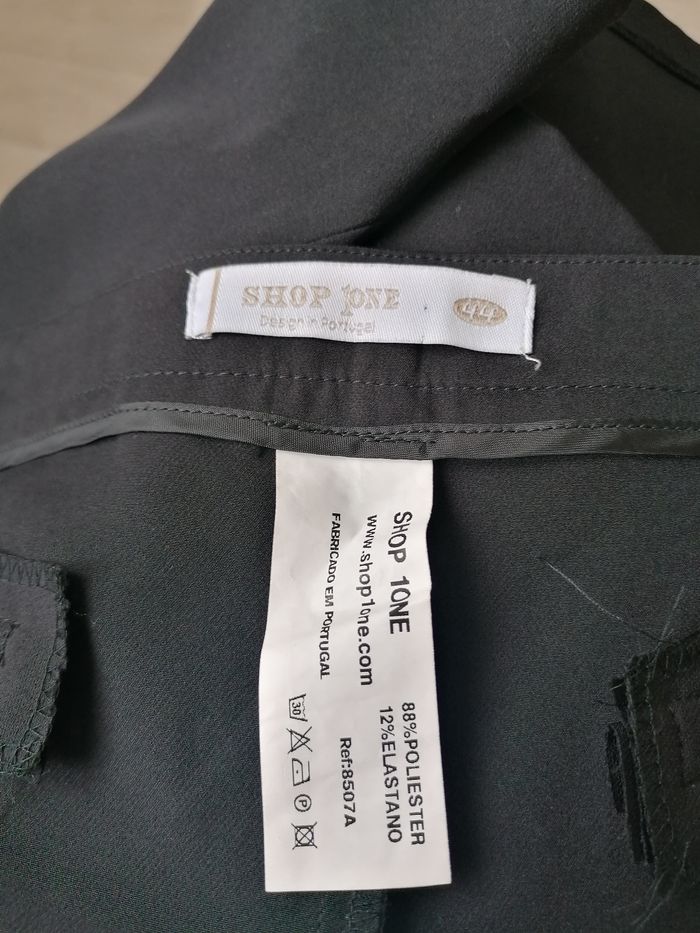 SHOP 1ONE
Design in Portugal
44
SHOP 1ONE
www.shop1one.com
FABRICADO EM PORTUGAL
88%POLIESTER
12%ELASTANO
Ref:8507A
30
P